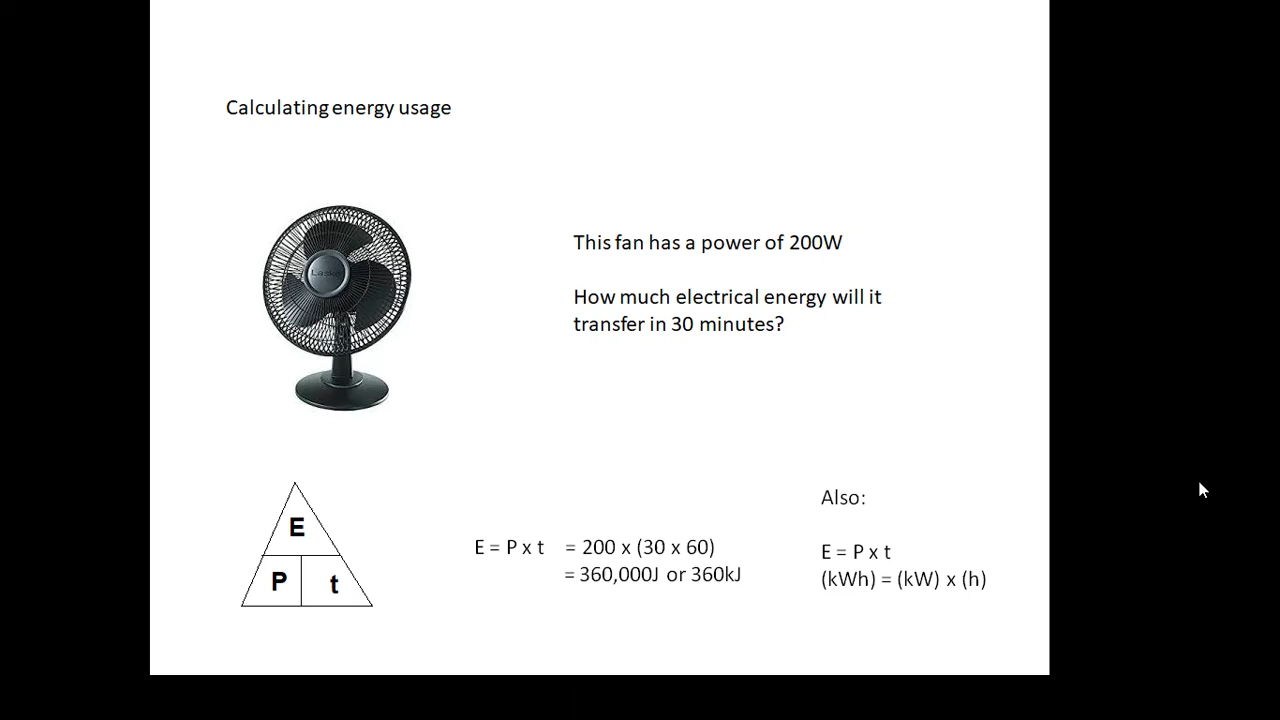 Calculating energy usage
This fan has a power of 200W
How much electrical energy will it
transfer in 30 minutes?
E
P t
E = P x t = 200 x (30 x 60)
= 360,000J or 360kJ
Also:
E = P x t
(kWh) = (kW) x (h)